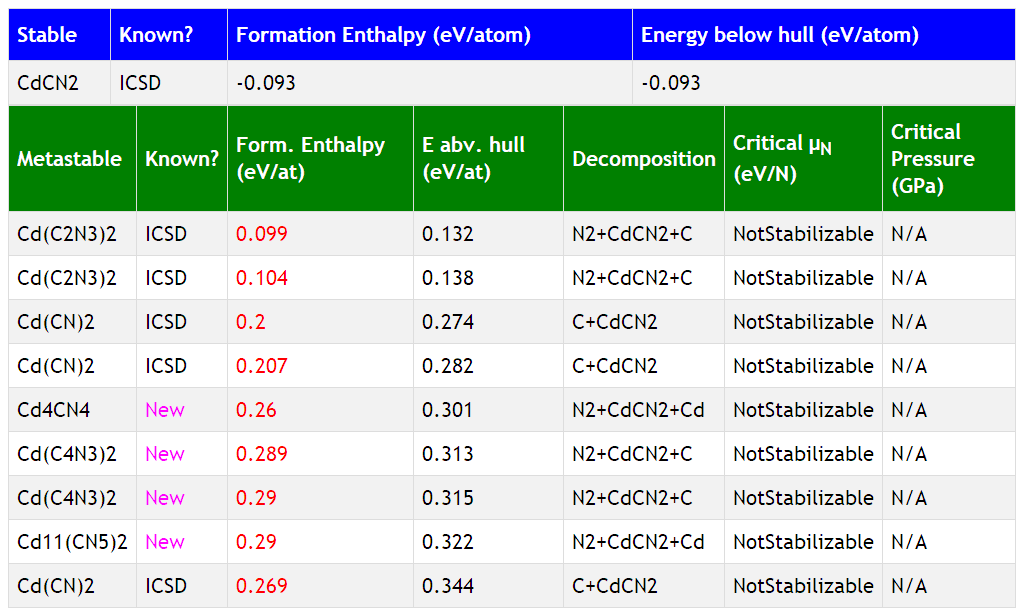 Stable Known? Formation Enthalpy (eV/atom) Energy below hull (eV/atom)
CdCN2 ICSD -0.093 -0.093
Metastable Known? Form. Enthalpy (eV/at) E abv. hull (eV/at) Decomposition Critical μN (eV/N) Critical Pressure (GPa)
Cd(C2N3)2 ICSD 0.099 0.132 N2+CdCN2+C NotStabilizable N/A
Cd(C2N3)2 ICSD 0.104 0.138 N2+CdCN2+C NotStabilizable N/A
Cd(CN)2 ICSD 0.2 0.274 C+CdCN2 NotStabilizable N/A
Cd(CN)2 ICSD 0.207 0.282 C+CdCN2 NotStabilizable N/A
Cd4CN4 New 0.26 0.301 N2+CdCN2+Cd NotStabilizable N/A
Cd(C4N3)2 New 0.289 0.313 N2+CdCN2+C NotStabilizable N/A
Cd(C4N3)2 New 0.29 0.315 N2+CdCN2+C NotStabilizable N/A
Cd11(CN5)2 New 0.29 0.322 N2+CdCN2+Cd NotStabilizable N/A
Cd(CN)2 ICSD 0.269 0.344 C+CdCN2 NotStabilizable N/A